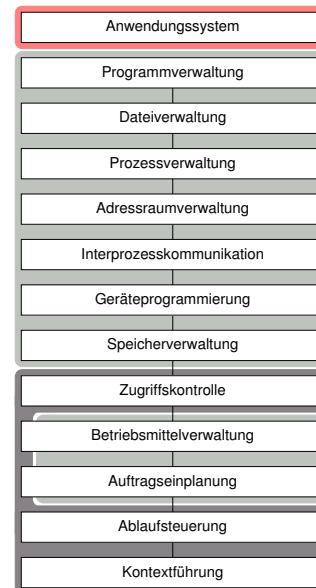 Anwendungssystem
Programmverwaltung
Dateiverwaltung
Prozessverwaltung
Adressraumverwaltung
Interprozesskommunikation
Geräteprogrammierung
Speicherverwaltung
Zugriffskontrolle
Betriebsmittelverwaltung
Auftragseinplanung
Ablaufsteuerung
Kontextführung